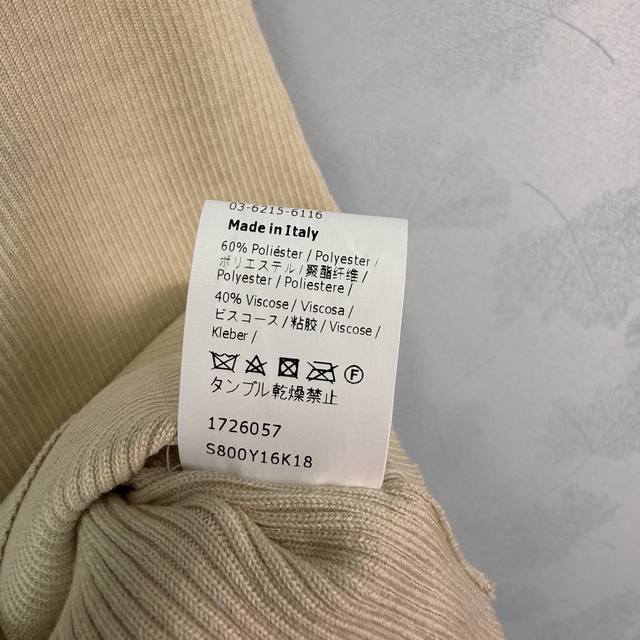 03-6215-6116
Made in Italy
60% Poliéster / Polyester /
ポリエステル / 聚酯纤维 /
Polyester / Poliestere /
40% Viscose / Viscosa /
ビスコース / 粘胶 / Viscose /
Kleber /
F
タンブル乾燥禁止
1726057
S800Y16K18